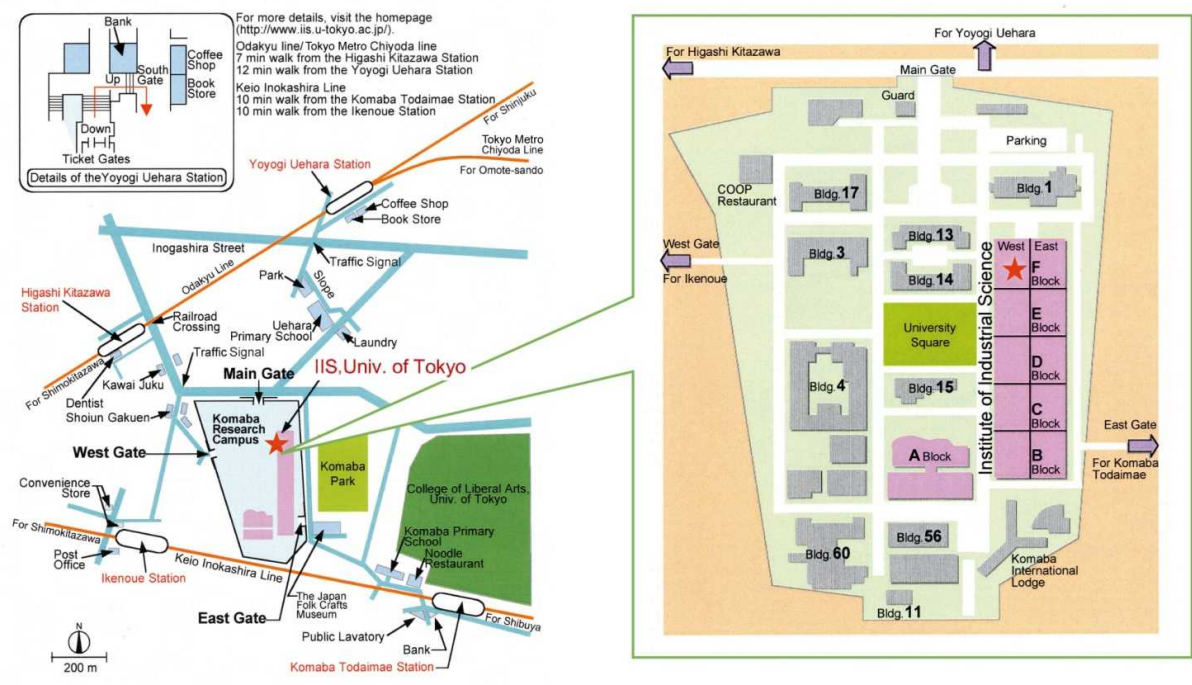 Bank
Coffee
Shop
South
Gate
Up
Book
Store
Down
Ticket Gates
Details of theYoyogi Uehara Station
For more details, visit the homepage
(http://www.iis.u-tokyo.ac.jp/).
Odakyu line/ Tokyo Metro Chiyoda line
7 min walk from the Higashi Kitazawa Station
12 min walk from the Yoyogi Uehara Station
Keio Inokashira Line
10 min walk from the Komaba Todaimae Station
10 min walk from the Ikenoue Station
For Shinjuku
Tokyo Metro
Chiyoda Line
For Omote-sando
Yoyogi Uehara Station
Coffee Shop
Book Store
Inogashira Street
Traffic Signal
Odakyu Line
Park
Slope
Higashi Kitazawa
Station
Railroad
Crossing
Uehara
Primary School
Laundry
Traffic Signal
For Shimokitazawa
Kawai Juku
IIS,Univ. of Tokyo
Main Gate
Dentist
Shoiun Gakuen
Komaba
Research
Campus
West Gate
Komaba
Park
College of Liberal Arts,
Univ. of Tokyo
Convenience
Store
For Shimokitazawa
Post
Office
Ikenoue Station
Keio Inokashira Line
Komaba Primary
School
Noodle
Restaurant
The Japan
Folk Crafts
Museum
East Gate
Public Lavatory
Bank
For Shibuya
Komaba Todaimae Station
N
200 m
For Yoyogi Uehara
For Higashi Kitazawa
Main Gate
Guard
Parking
COOP
Restaurant
Bldg.17
Bldg.1
West Gate
For Ikenoue
Bldg.3
Bldg.13
Bldg.14
West
East
F
Block
E
Block
D
Block
C
Block
B
Block
Institute of Industrial Science
University
Square
Bldg.4
Bldg.15
A Block
East Gate
For Komaba
Todaimae
Bldg.60
Bldg.56
Komaba
International
Lodge
Bldg.11